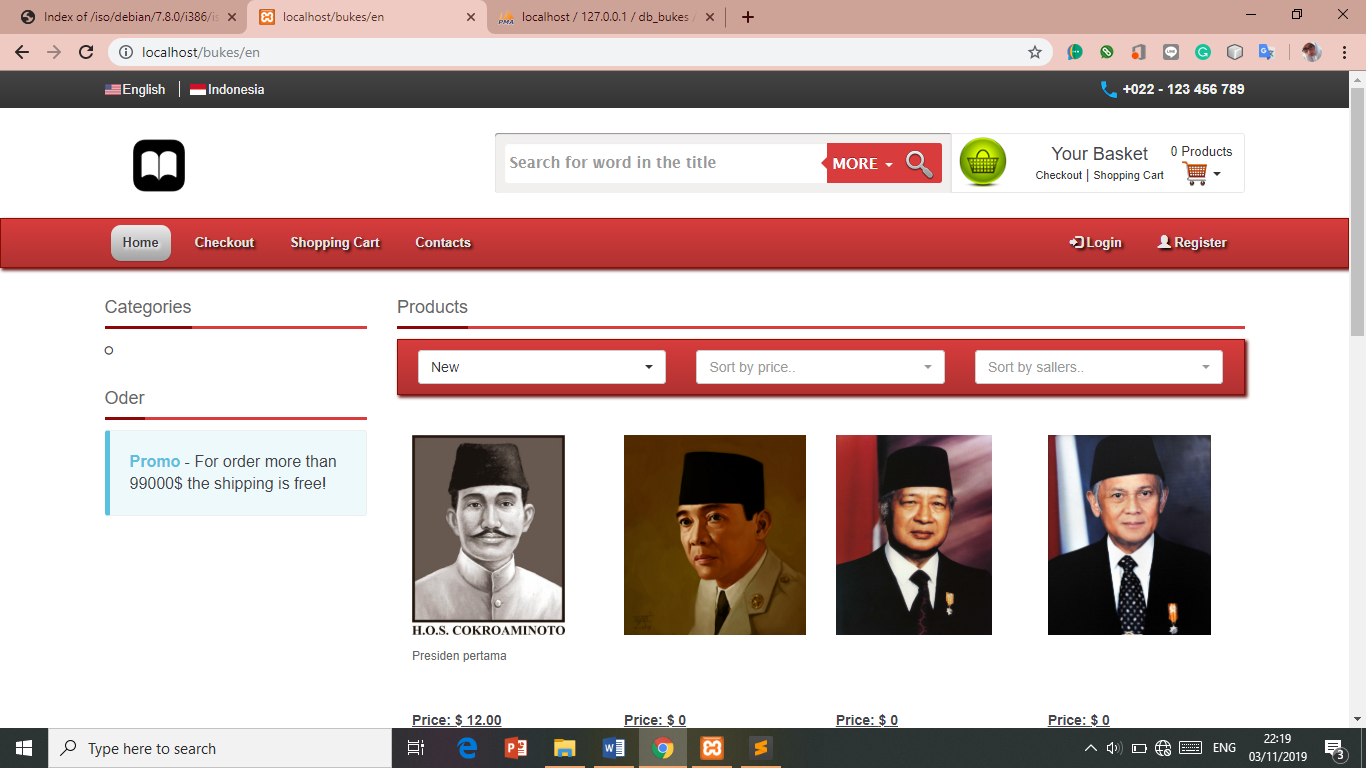 Index of /iso/debian/7.8.0/i386/is
localhost/bukes/en
localhost / 127.0.0.1 / db_bukes /
localhost/bukes/en
English
Indonesia
+022 - 123 456 789
Search for word in the title
MORE
Your Basket
0 Products
Checkout | Shopping Cart
Home
Checkout
Shopping Cart
Contacts
Login
Register
Categories
Products
New
Sort by price..
Sort by sallers..
Oder
Promo - For order more than
99000$ the shipping is free!
H.O.S. COKROAMINOTO
Presiden pertama
Price: $ 12.00
Price: $ 0
Price: $ 0
Price: $ 0
Type here to search
ENG
22:19
03/11/2019
3